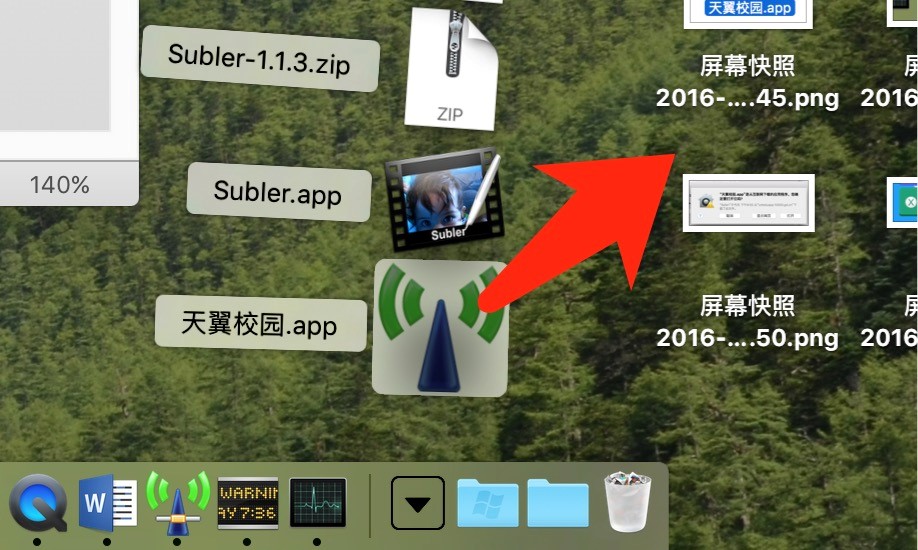 天翼校园.app
Subler-1.1.3.zip
ZIP
屏幕快照
2016-....45.png
2016
140%
Subler.app
Subler
天翼校园.app
屏幕快照
2016-....50.png
2016
W
WARNIN
AY 7:36